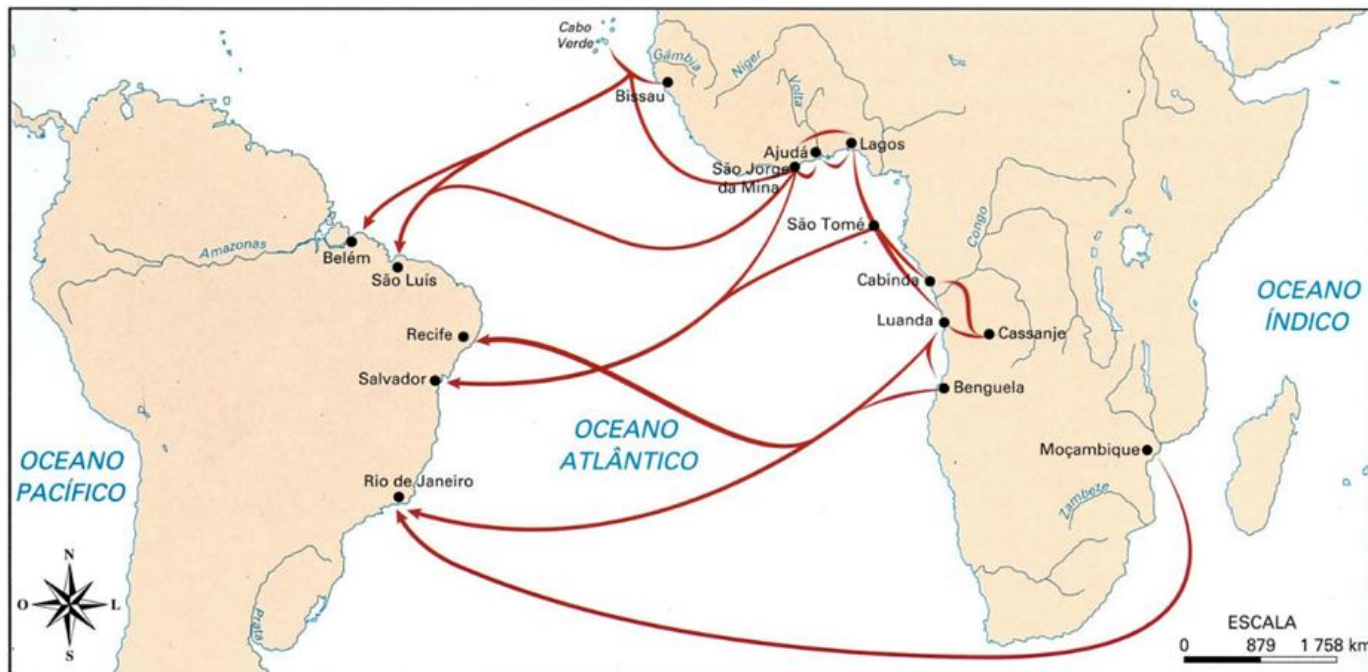 Cabo
Verde
Gâmbia
Níger
Volta
Bissau
Ajudá
Lagos
São Jorge
da Mina
São Tomé
Congo
Amazonas
Belém
São Luís
Cabinda
OCEANO
ÍNDICO
Luanda
Cassanje
Recife
Salvador
Benguela
OCEANO
ATLÂNTICO
Moçambique
OCEANO
PACÍFICO
Rio de Janeiro
Zambeze
N
O
L
S
Prata
ESCALA
0 879 1 758 km